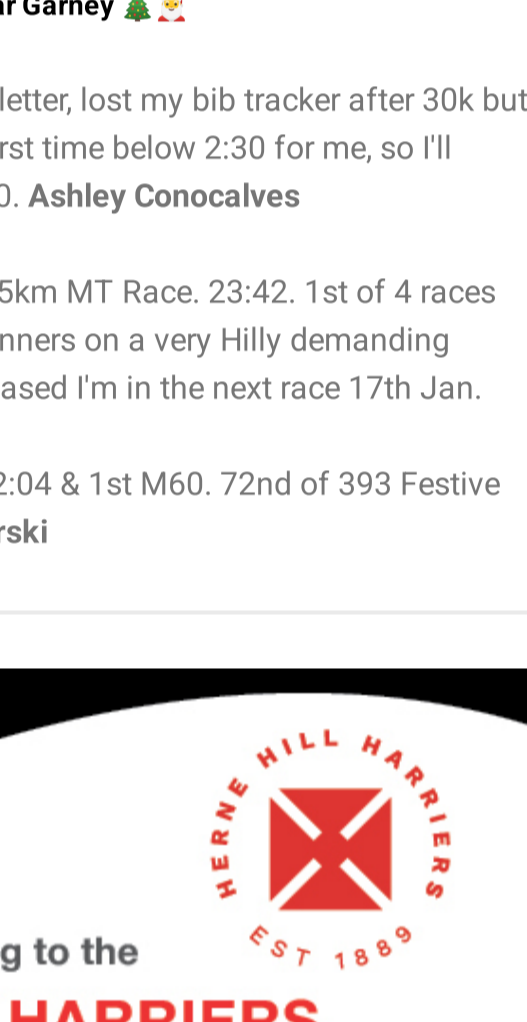 ar Garney 🎄🎅
letter, lost my bib tracker after 30k but
rst time below 2:30 for me, so I'll
0. Ashley Conocalves
5km MT Race. 23:42. 1st of 4 races
nners on a very Hilly demanding
ased I'm in the next race 17th Jan.
2:04 & 1st M60. 72nd of 393 Festive
rski
HERNE HILL HARRIERS
EST 1889
g to the
HARRIERS